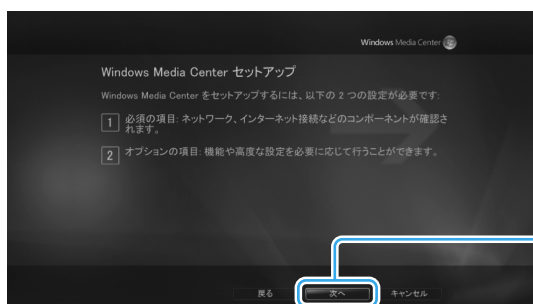 Windows Media Center
Windows Media Center セットアップ
Windows Media Center をセットアップするには、以下の 2 つの設定が必要です:
1 必須の項目: ネットワーク、インターネット接続などのコンポーネントが確認さ
れます。
2 オプションの項目: 機能や高度な設定を必要に応じて行うことができます。
戻る 次へ キャンセル